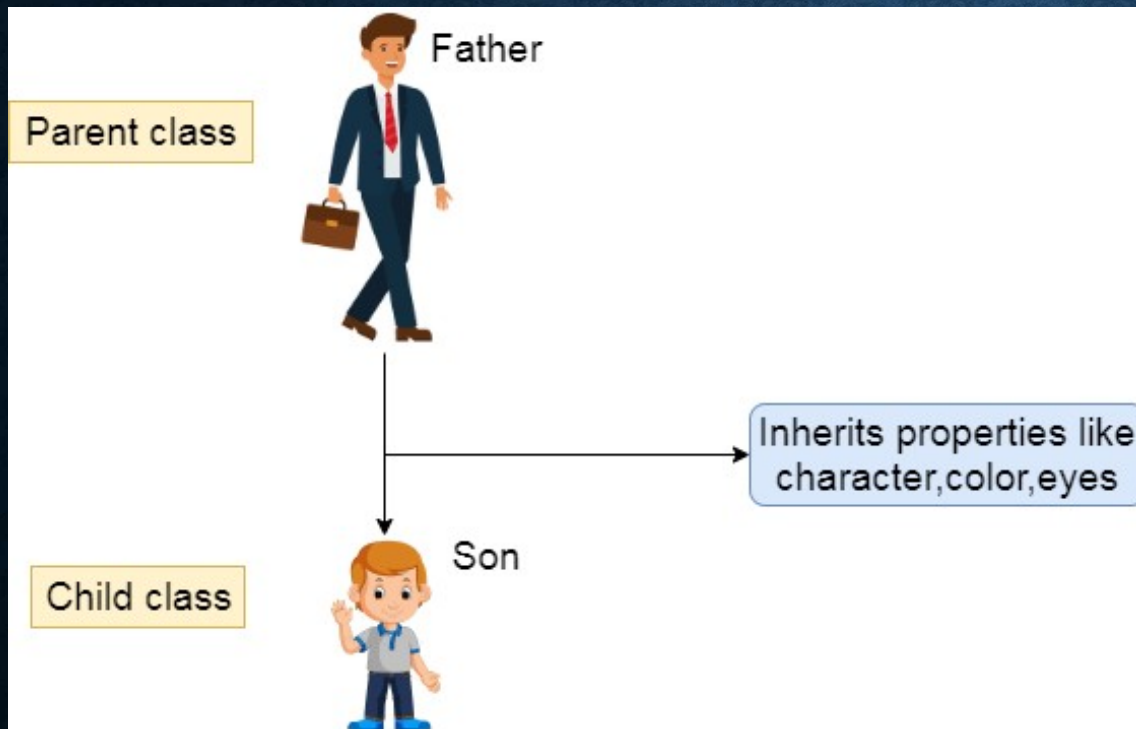 Father
Parent class
Inherits properties like
character,color,eyes
Son
Child class